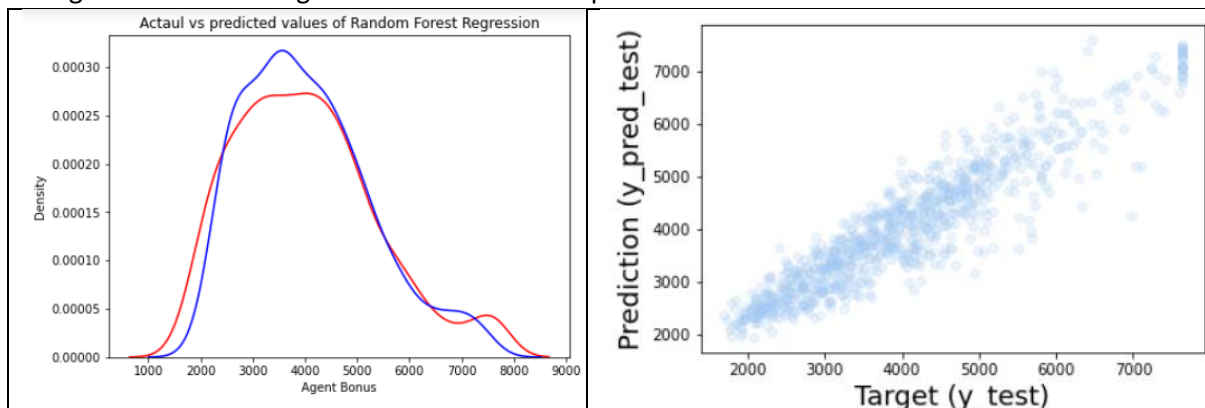 Actaul vs predicted values of Random Forest Regression
0.00030
0.00025
0.00020
0.00015
0.00010
0.00005
0.00000
Density
1000 2000 3000 4000 5000 6000 7000 8000 9000
Agent Bonus
7000
6000
5000
4000
3000
2000
Prediction (y_pred_test)
2000 3000 4000 5000 6000 7000
Target (y_test)